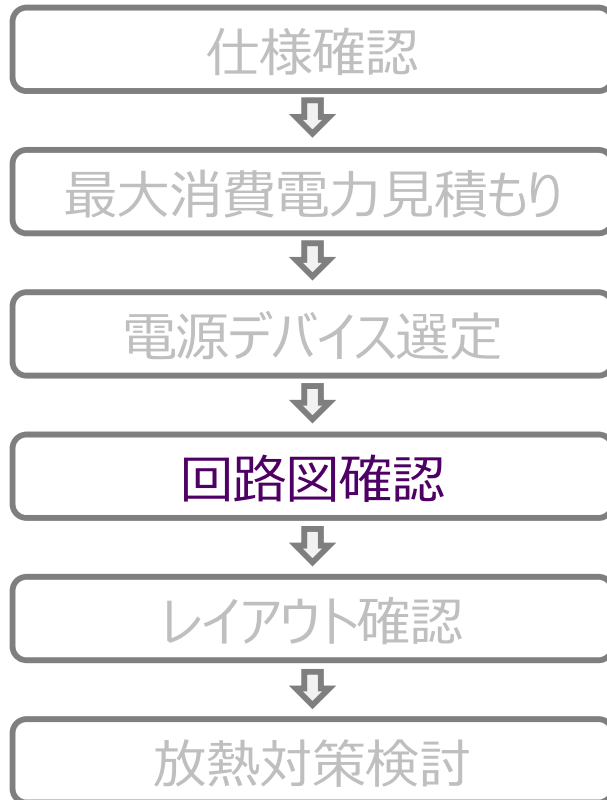 仕様確認
最大消費電力見積もり
電源デバイス選定
回路図確認
レイアウト確認
放熱対策検討